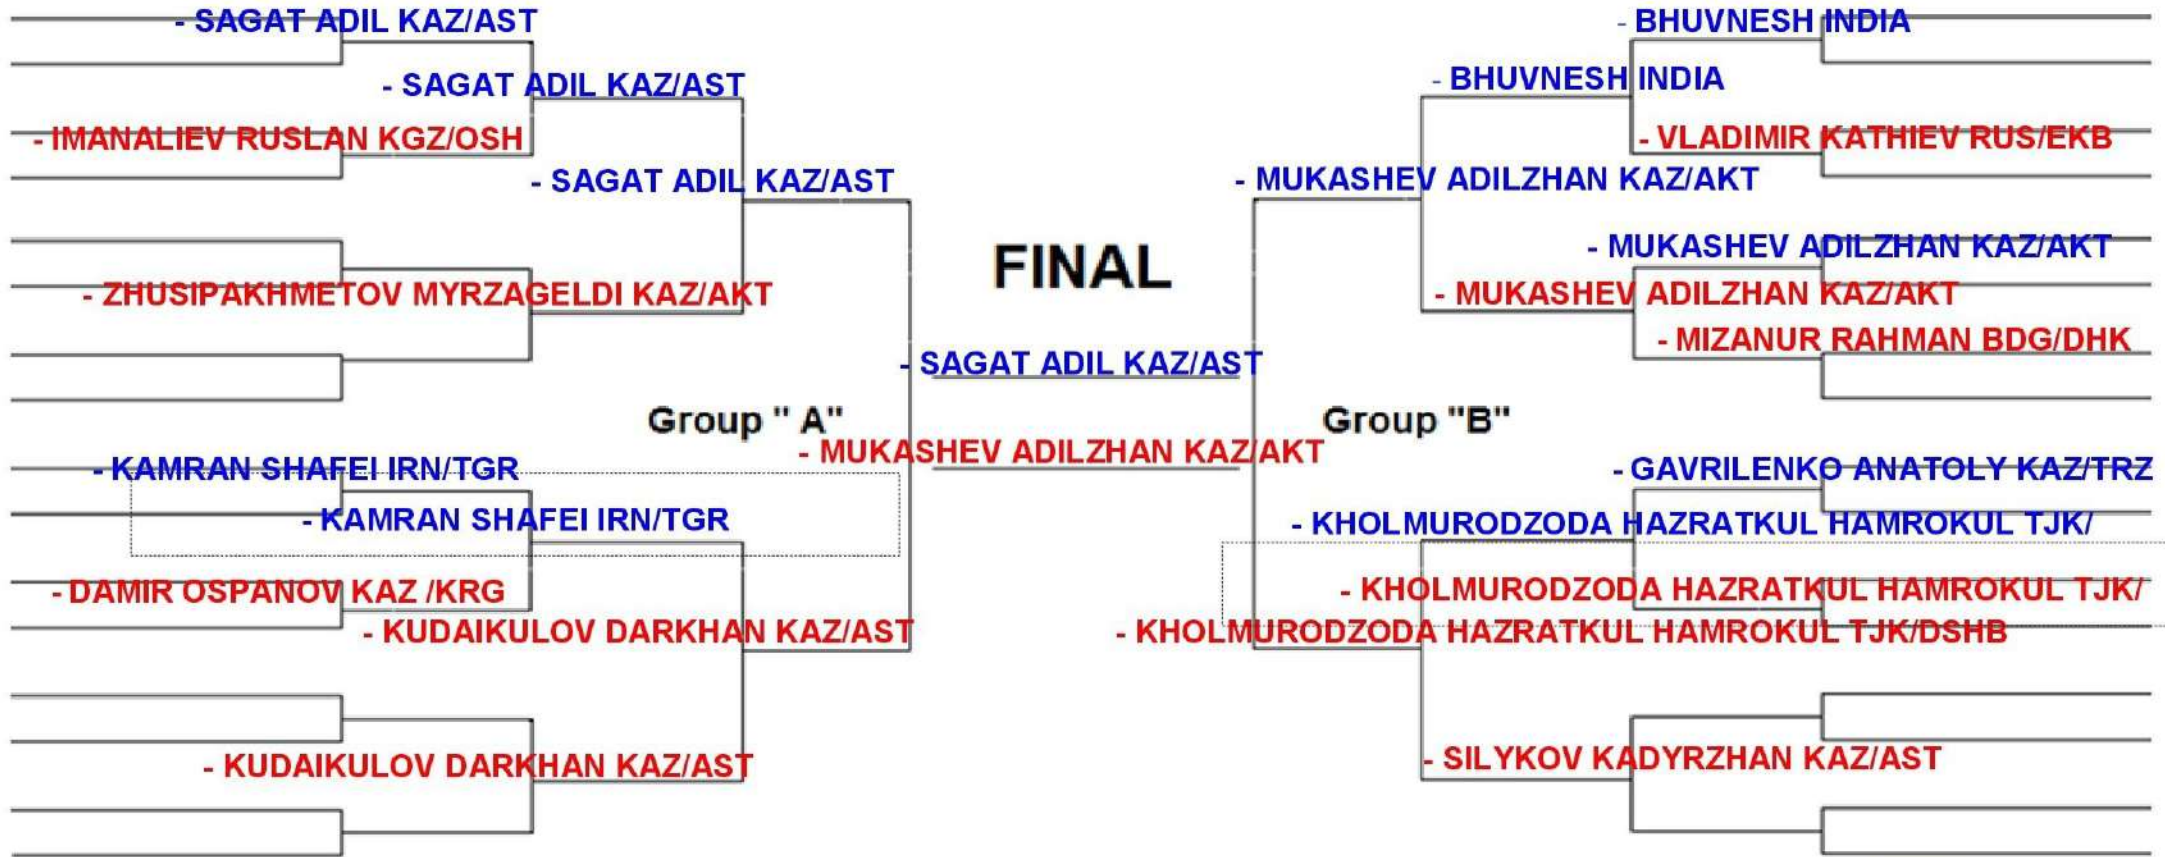 - SAGAT ADIL KAZ/AST
- SAGAT ADIL KAZ/AST
- IMANALIEV RUSLAN KGZ/OSH
- SAGAT ADIL KAZ/AST
- ZHUSIPAKHMETOV MYRZAGELDI KAZ/AKT
Group " A"
- KAMRAN SHAFEI IRN/TGR
- KAMRAN SHAFEI IRN/TGR
- DAMIR OSPANOV KAZ /KRG
- KUDAIKULOV DARKHAN KAZ/AST
- KUDAIKULOV DARKHAN KAZ/AST
FINAL
- SAGAT ADIL KAZ/AST
- MUKASHEV ADILZHAN KAZ/AKT
- BHUVNESH INDIA
- BHUVNESH INDIA
- VLADIMIR KATHIEV RUS/EKB
- MUKASHEV ADILZHAN KAZ/AKT
- MUKASHEV ADILZHAN KAZ/AKT
- MUKASHEV ADILZHAN KAZ/AKT
- MIZANUR RAHMAN BDG/DHK
Group "B"
- GAVRILENKO ANATOLY KAZ/TRZ
- KHOLMURODZODA HAZRATKUL HAMROKUL TJK/
- KHOLMURODZODA HAZRATKUL HAMROKUL TJK/
- KHOLMURODZODA HAZRATKUL HAMROKUL TJK/DSHB
- SILYKOV KADYRZHAN KAZ/AST